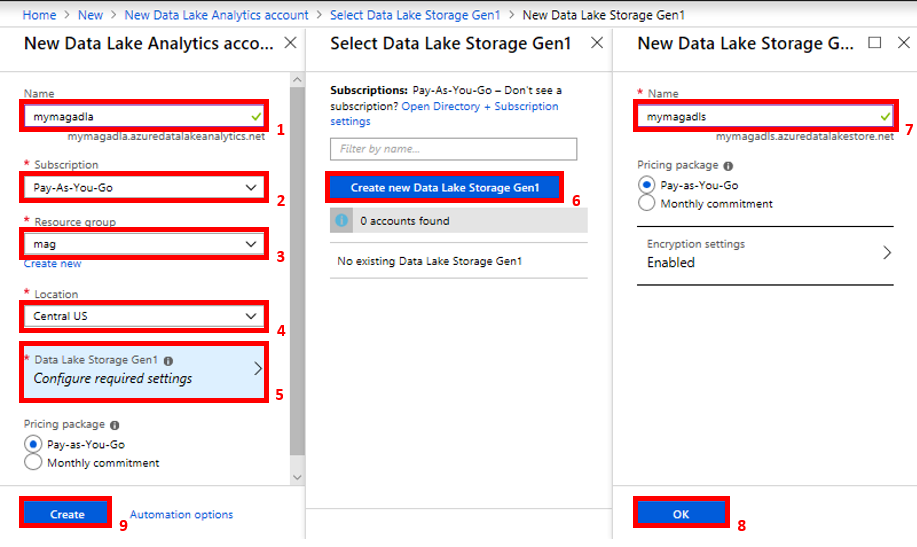 Home > New > New Data Lake Analytics account > Select Data Lake Storage Gen1 > New Data Lake Storage Gen1
New Data Lake Analytics acco...
Name
mymagadla
1
mymagadla.azuredatalakeanalytics.net
* Subscription
Pay-As-You-Go
2
* Resource group
mag
3
Create new
* Location
Central US
4
* Data Lake Storage Gen1
Configure required settings
5
Pricing package
Pay-as-You-Go
Monthly commitment
Create
9
Automation options
Select Data Lake Storage Gen1
Subscriptions: Pay-As-You-Go – Don't see a
subscription? Open Directory + Subscription
settings
Filter by name...
Create new Data Lake Storage Gen1
6
0 accounts found
No existing Data Lake Storage Gen1
New Data Lake Storage G...
* Name
mymagadls
7
mymagadls.azuredatalakestore.net
Pricing package
Pay-as-You-Go
Monthly commitment
Encryption settings
Enabled
OK
8